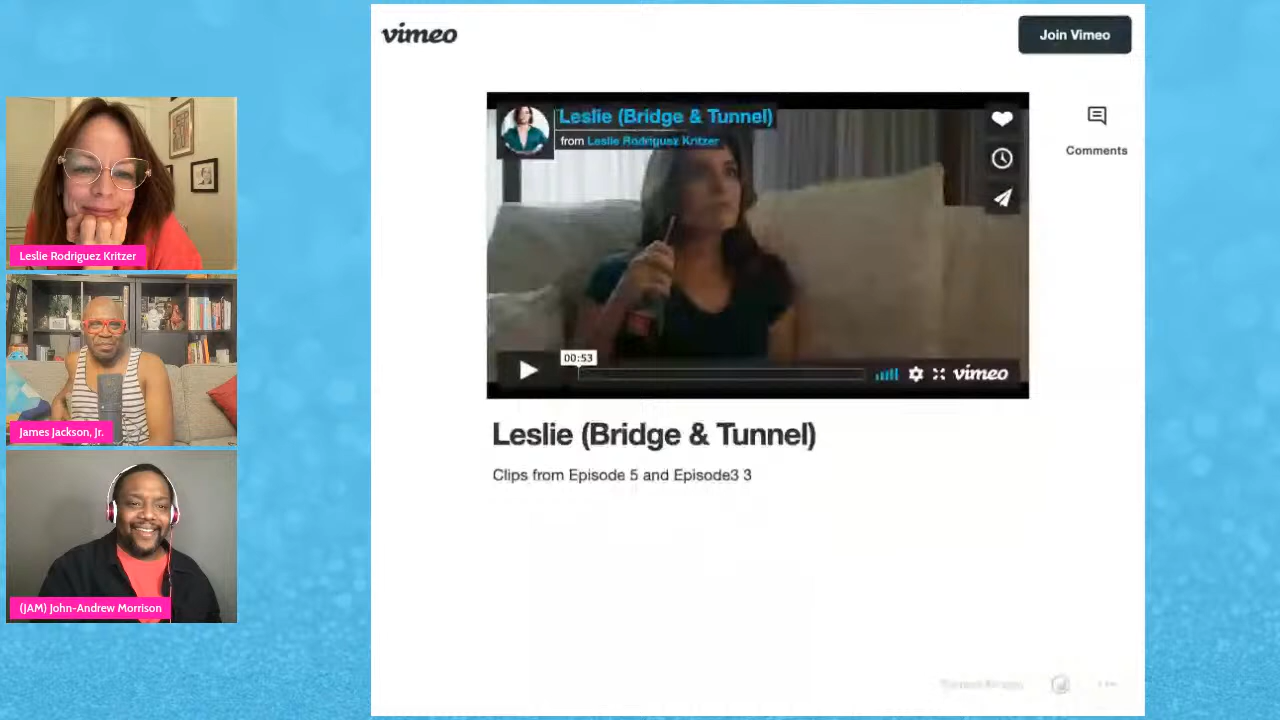 vimeo
Join Vimeo
Leslie (Bridge & Tunnel)
from Leslie Rodriguez Kritzer
Comments
00:53
vimeo
Leslie (Bridge & Tunnel)
Clips from Episode 5 and Episode3 3
Leslie Rodriguez Kritzer
James Jackson, Jr.
(JAM) John-Andrew Morrison